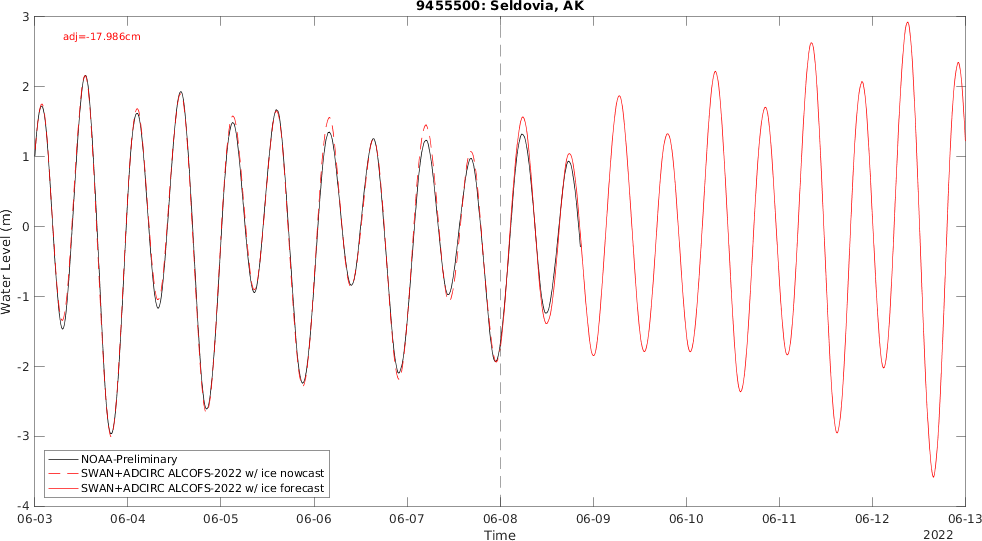 9455500: Seldovia, AK
adj=-17.986cm
3
2
1
0
-1
-2
-3
-4
Water Level (m)
NOAA-Preliminary
SWAN+ADCIRC ALCOFS-2022 w/ ice nowcast
SWAN+ADCIRC ALCOFS-2022 w/ ice forecast
06-03 06-04 06-05 06-06 06-07 06-08 06-09 06-10 06-11 06-12 06-13
Time
2022